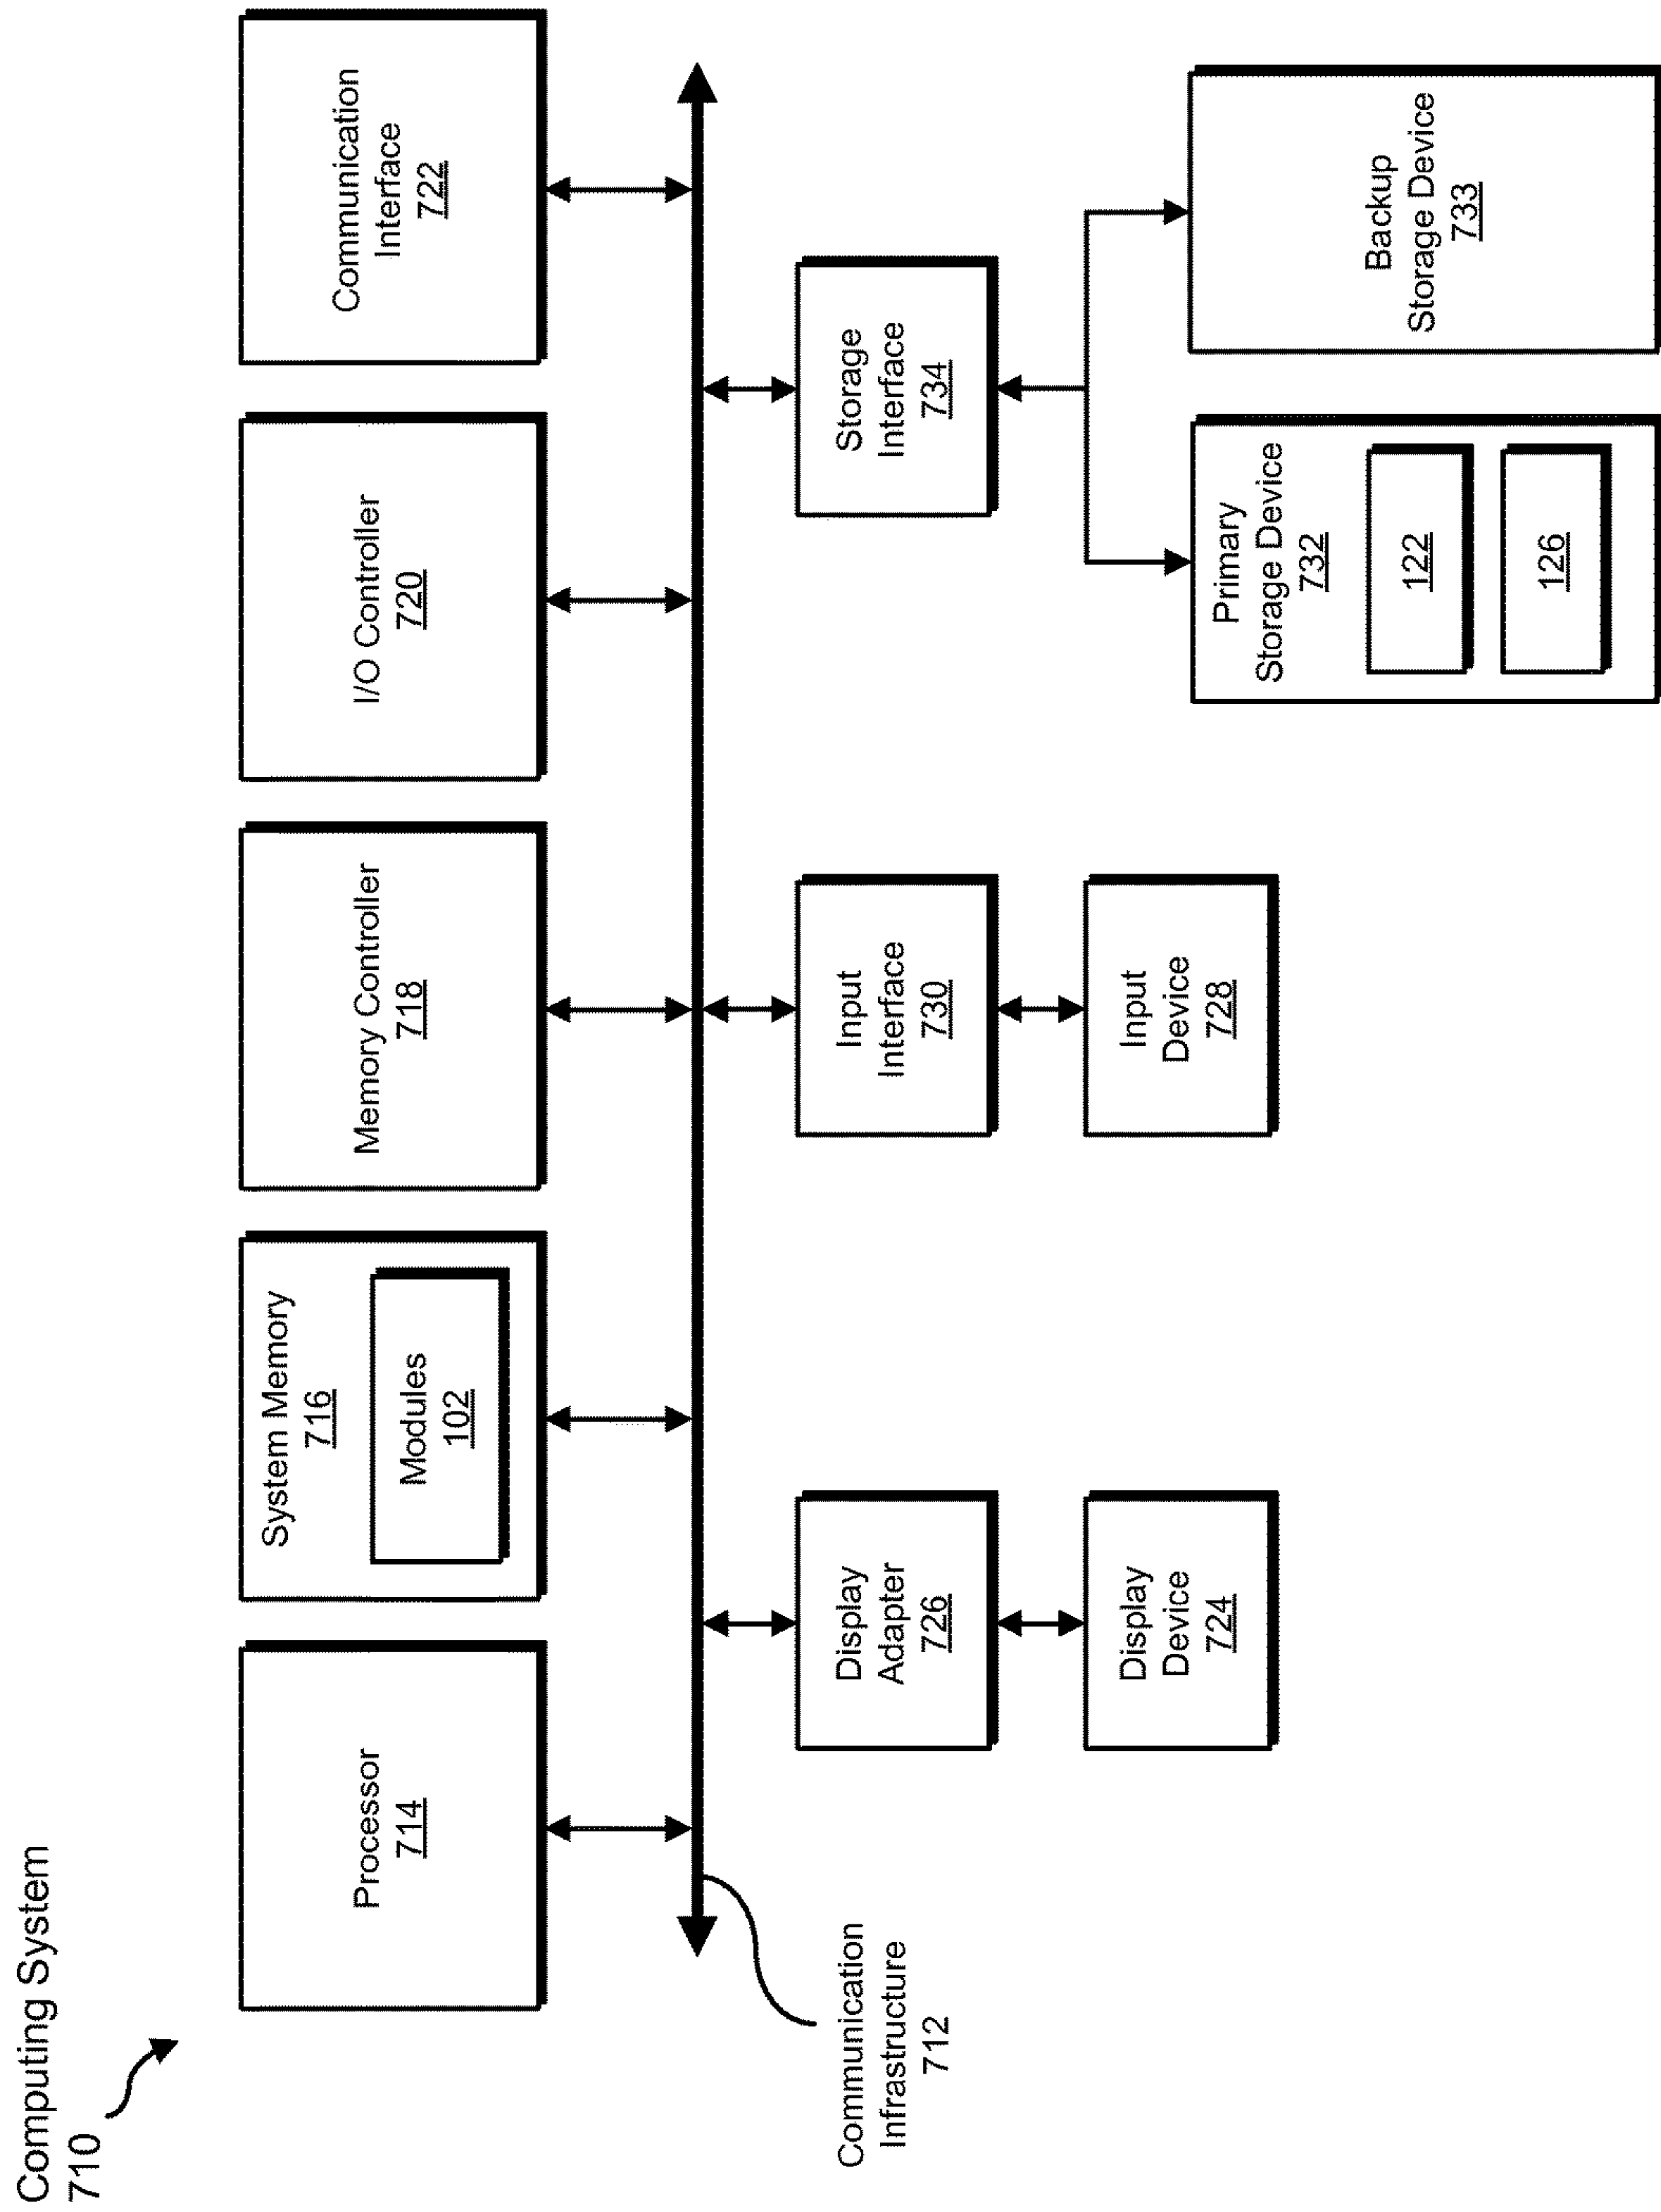 Computing System
710
Processor
714
System Memory
716
Modules
102
Memory Controller
718
I/O Controller
720
Communication
Interface
722
Communication
Infrastructure
712
Display
Adapter
726
Input
Interface
730
Storage
Interface
734
Display
Device
724
Input
Device
728
Primary
Storage Device
732
122
126
Backup
Storage Device
733